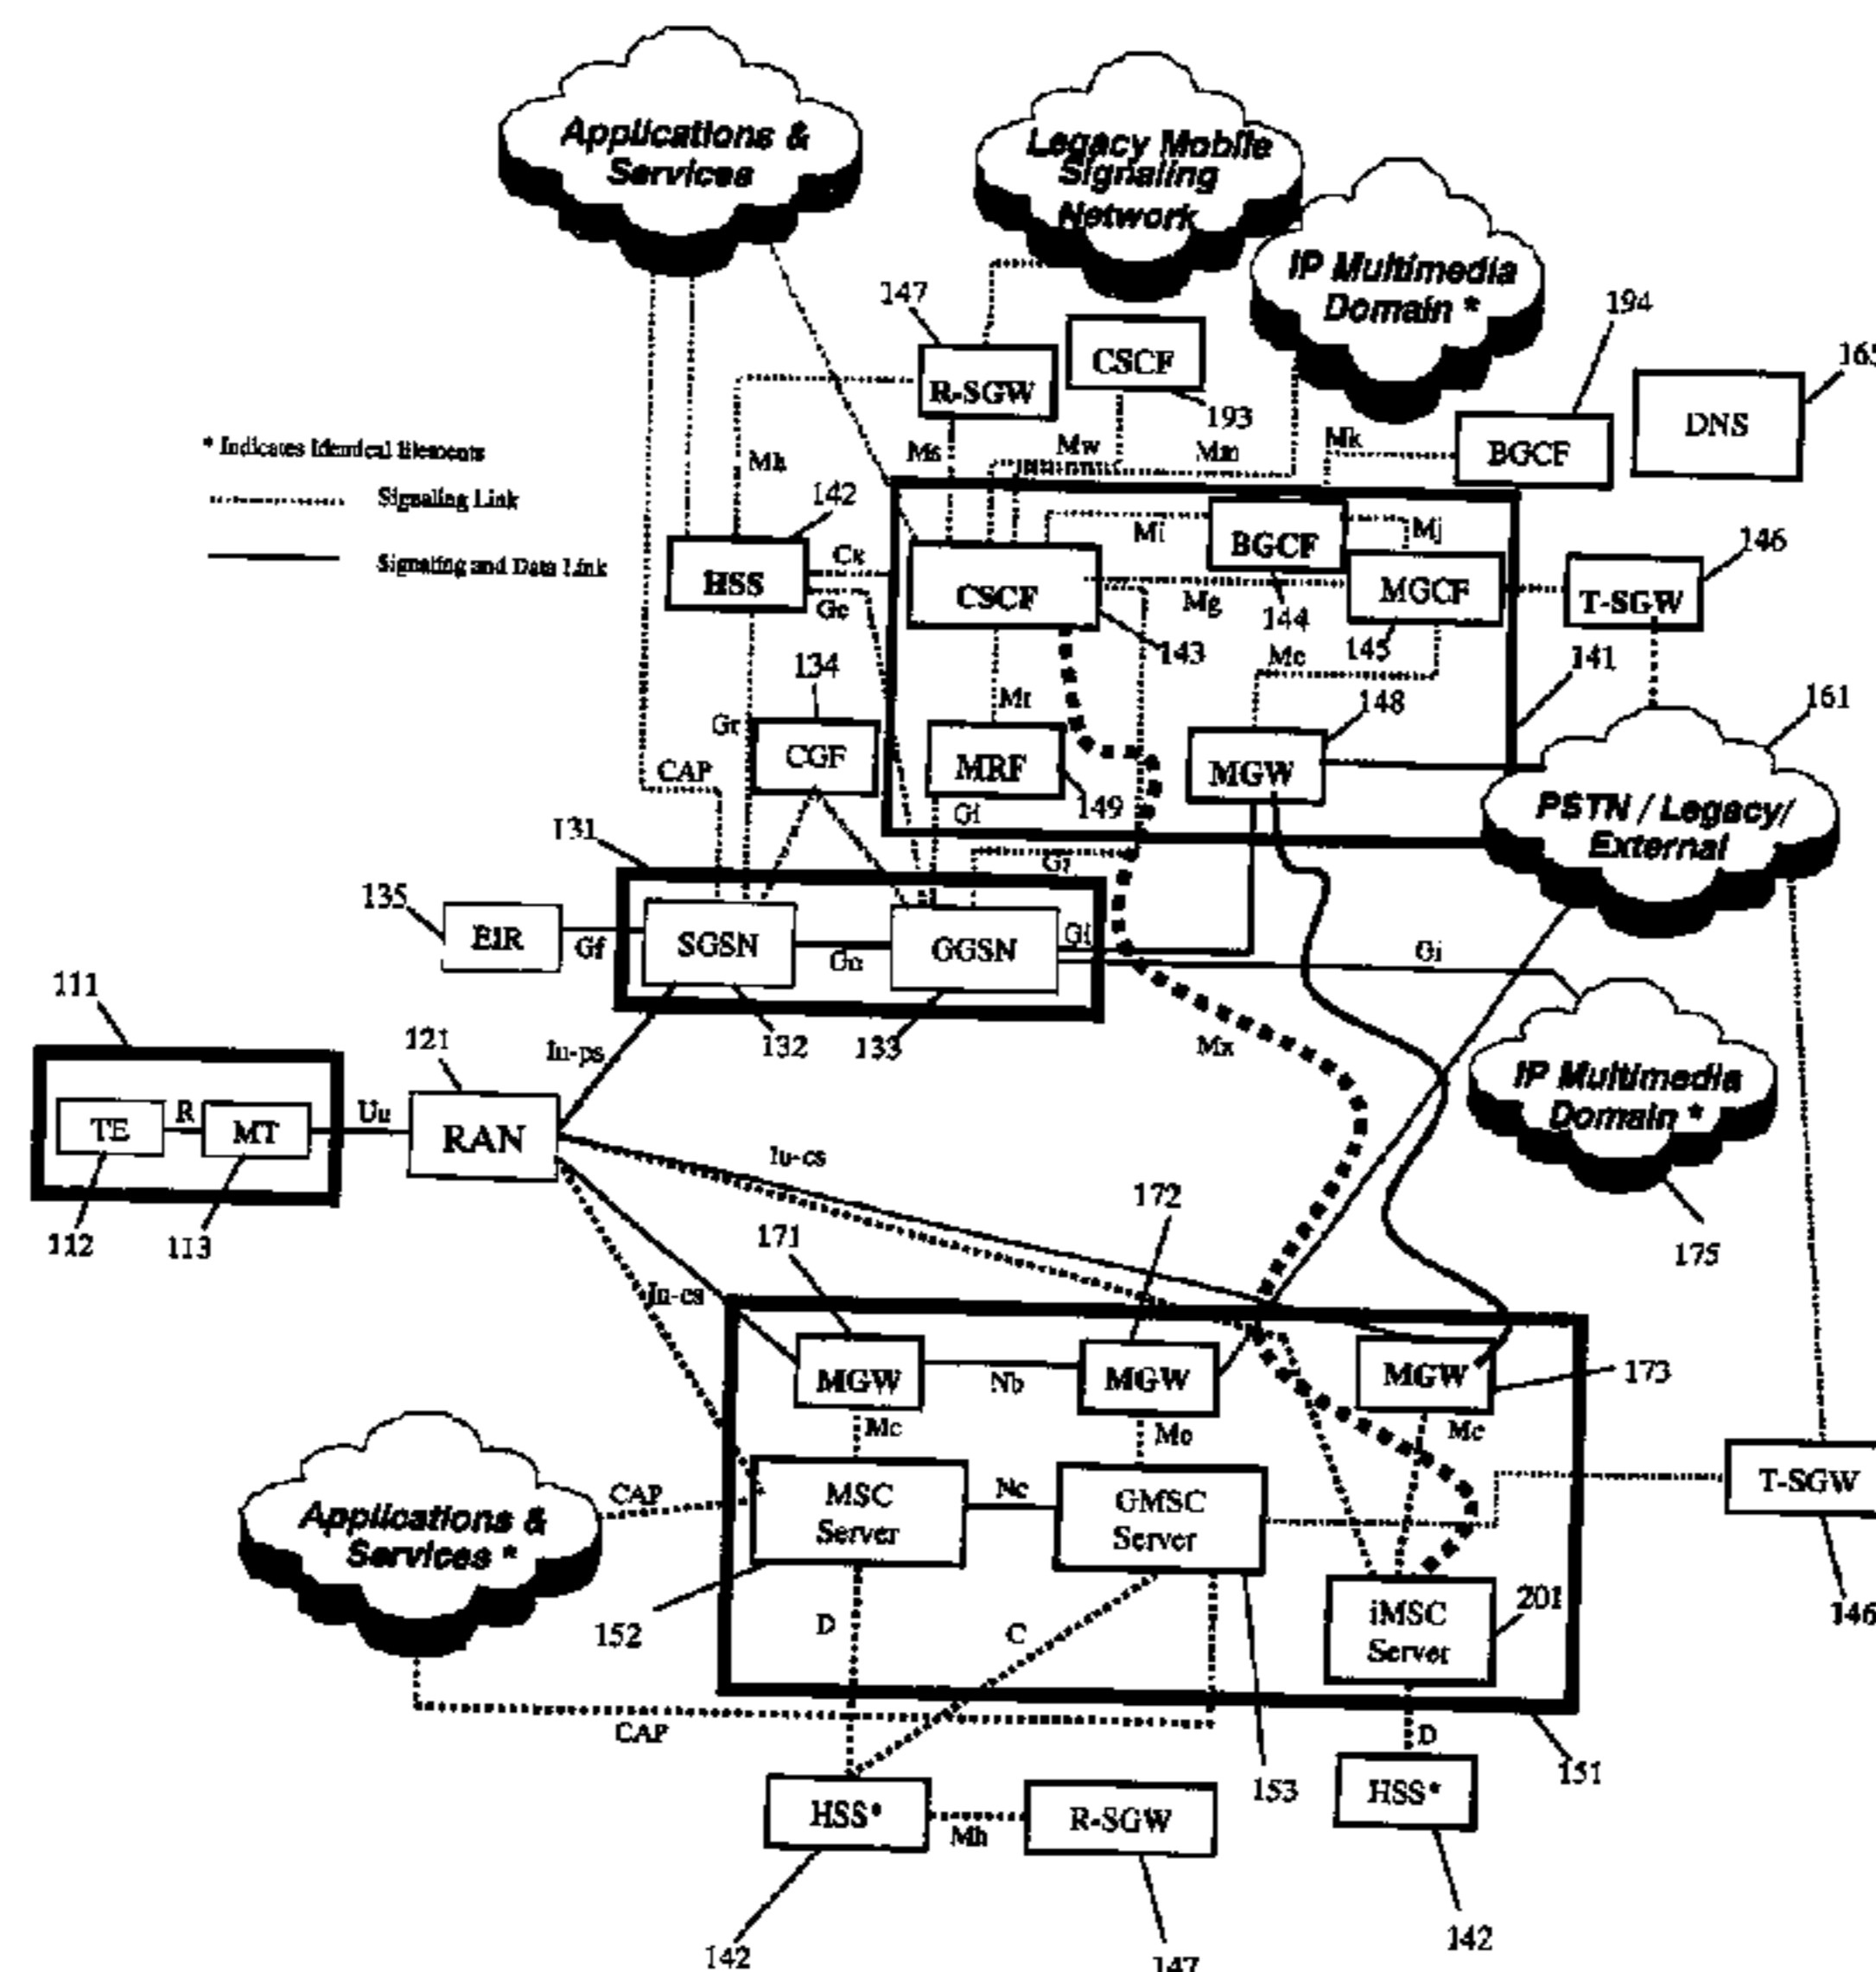 Applications &
Services
Legacy Mobile
Signaling
Network
IP Multimedia
Domain *
147
194
CSCF
R-SGW
193
DNS
BGCF
* Indicates Identical Elements
Signaling Link
Signaling and Data Link
Mh
Ms
Mw
Mm
Mk
142
HSS
Cx
Gc
Mi
BGCF
Mj
146
CSCF
Mg
MGCF
T-SGW
144
145
143
Mc
141
134
Mr
148
161
Gr
CGF
MRF
MGW
CAP
149
Gi
PSTN / Legacy/
External
131
135
EIR
Gf
SGSN
Gn
GGSN
Gi
Gi
111
121
Iu-ps
132
133
Mx
IP Multimedia
Domain *
TE
R
MT
Uu
RAN
Iu-cs
112
113
171
172
175
Iu-cs
MGW
Nb
MGW
MGW
173
Mc
Mc
Mc
Applications &
Services *
CAP
MSC
Server
Nc
GMSC
Server
T-SGW
152
D
C
iMSC
Server
201
146
CAP
D
153
151
HSS*
Mh
R-SGW
HSS*
142
147
142